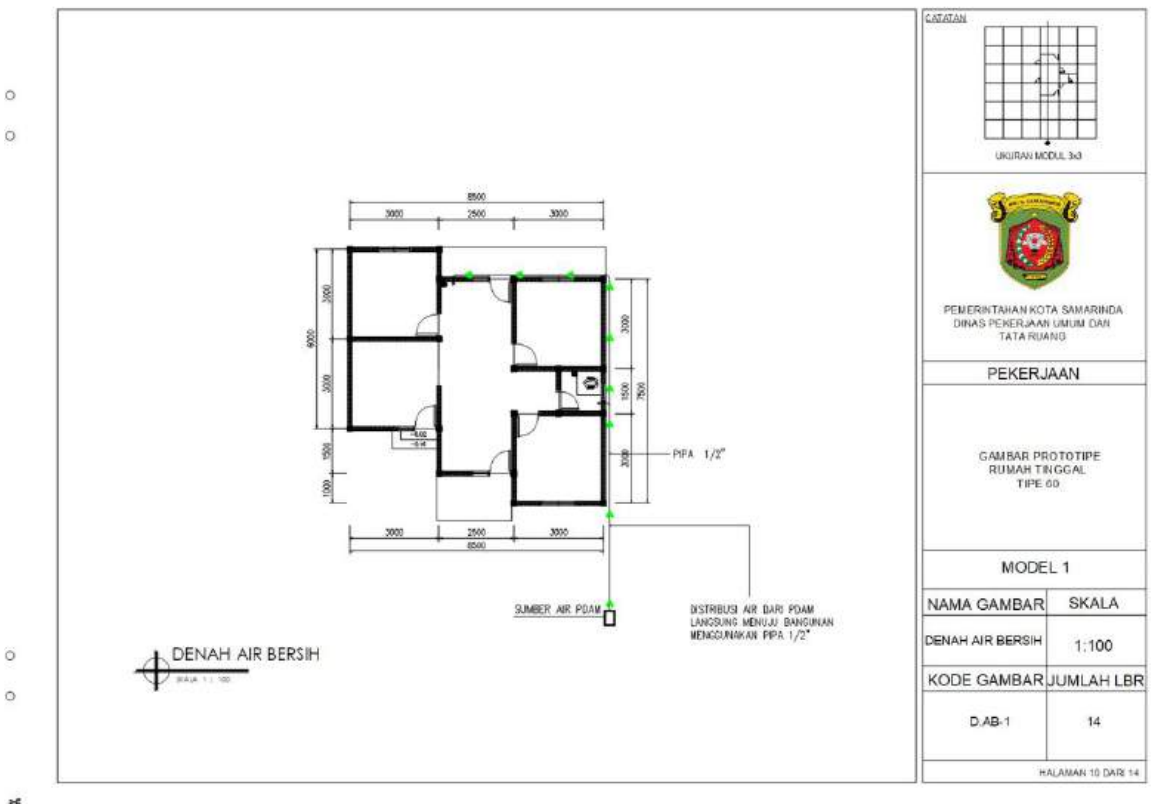 8500
3000 2500 3000
3000
3000
6000
1500
1000
3000
1500
7500
3000
PIPA 1/2"
3000 2500 3000
8500
SUMBER AIR PDAM
DISTRIBUSI AIR DARI PDAM
LANGSUNG MENUJU BANGUNAN
MENGGUNAKAN PIPA 1/2"
DENAH AIR BERSIH
SKALA 1 : 100
CATATAN
UKURAN MODUL 3x3
PEMERINTAHAN KOTA SAMARINDA
DINAS PEKERJAAN UMUM DAN
TATA RUANG
PEKERJAAN
GAMBAR PROTOTIPE
RUMAH TINGGAL
TIPE 60
MODEL 1
NAMA GAMBAR SKALA
DENAH AIR BERSIH 1:100
KODE GAMBAR JUMLAH LBR
D.AB-1 14
HALAMAN 10 DARI 14